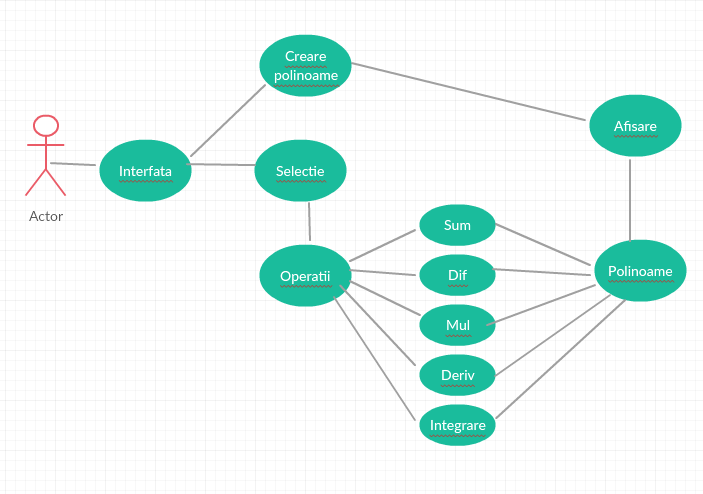 Creare
polinoame
Afisare
Interfata
Selectie
Actor
Sum
Operatii
Dif
Polinoame
Mul
Deriv
Integrare